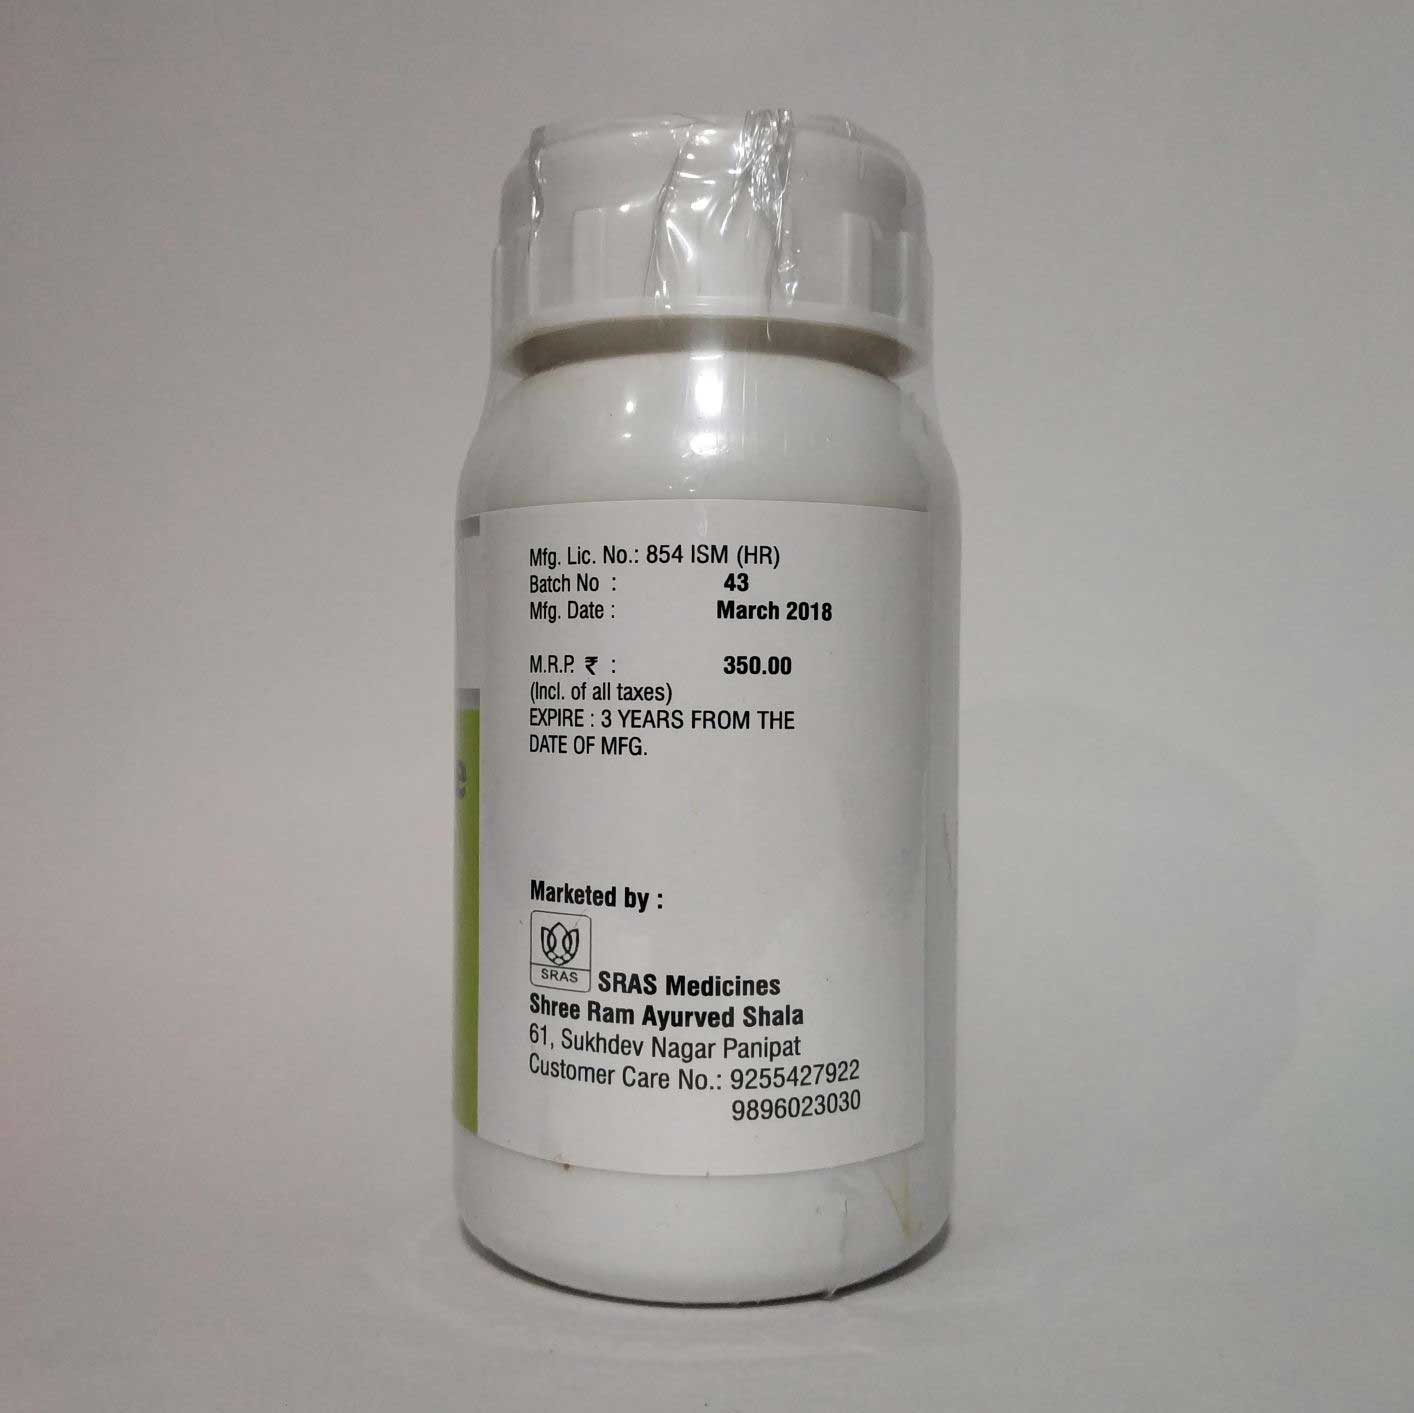 Mfg. Lic. No.: 854 ISM (HR)
Batch No : 43
Mfg. Date : March 2018
M.R.P. ₹ : 350.00
(Incl. of all taxes)
EXPIRE : 3 YEARS FROM THE
DATE OF MFG.
e
Marketed by :
SRAS
SRAS Medicines
Shree Ram Ayurved Shala
61, Sukhdev Nagar Panipat
Customer Care No.: 9255427922
9896023030